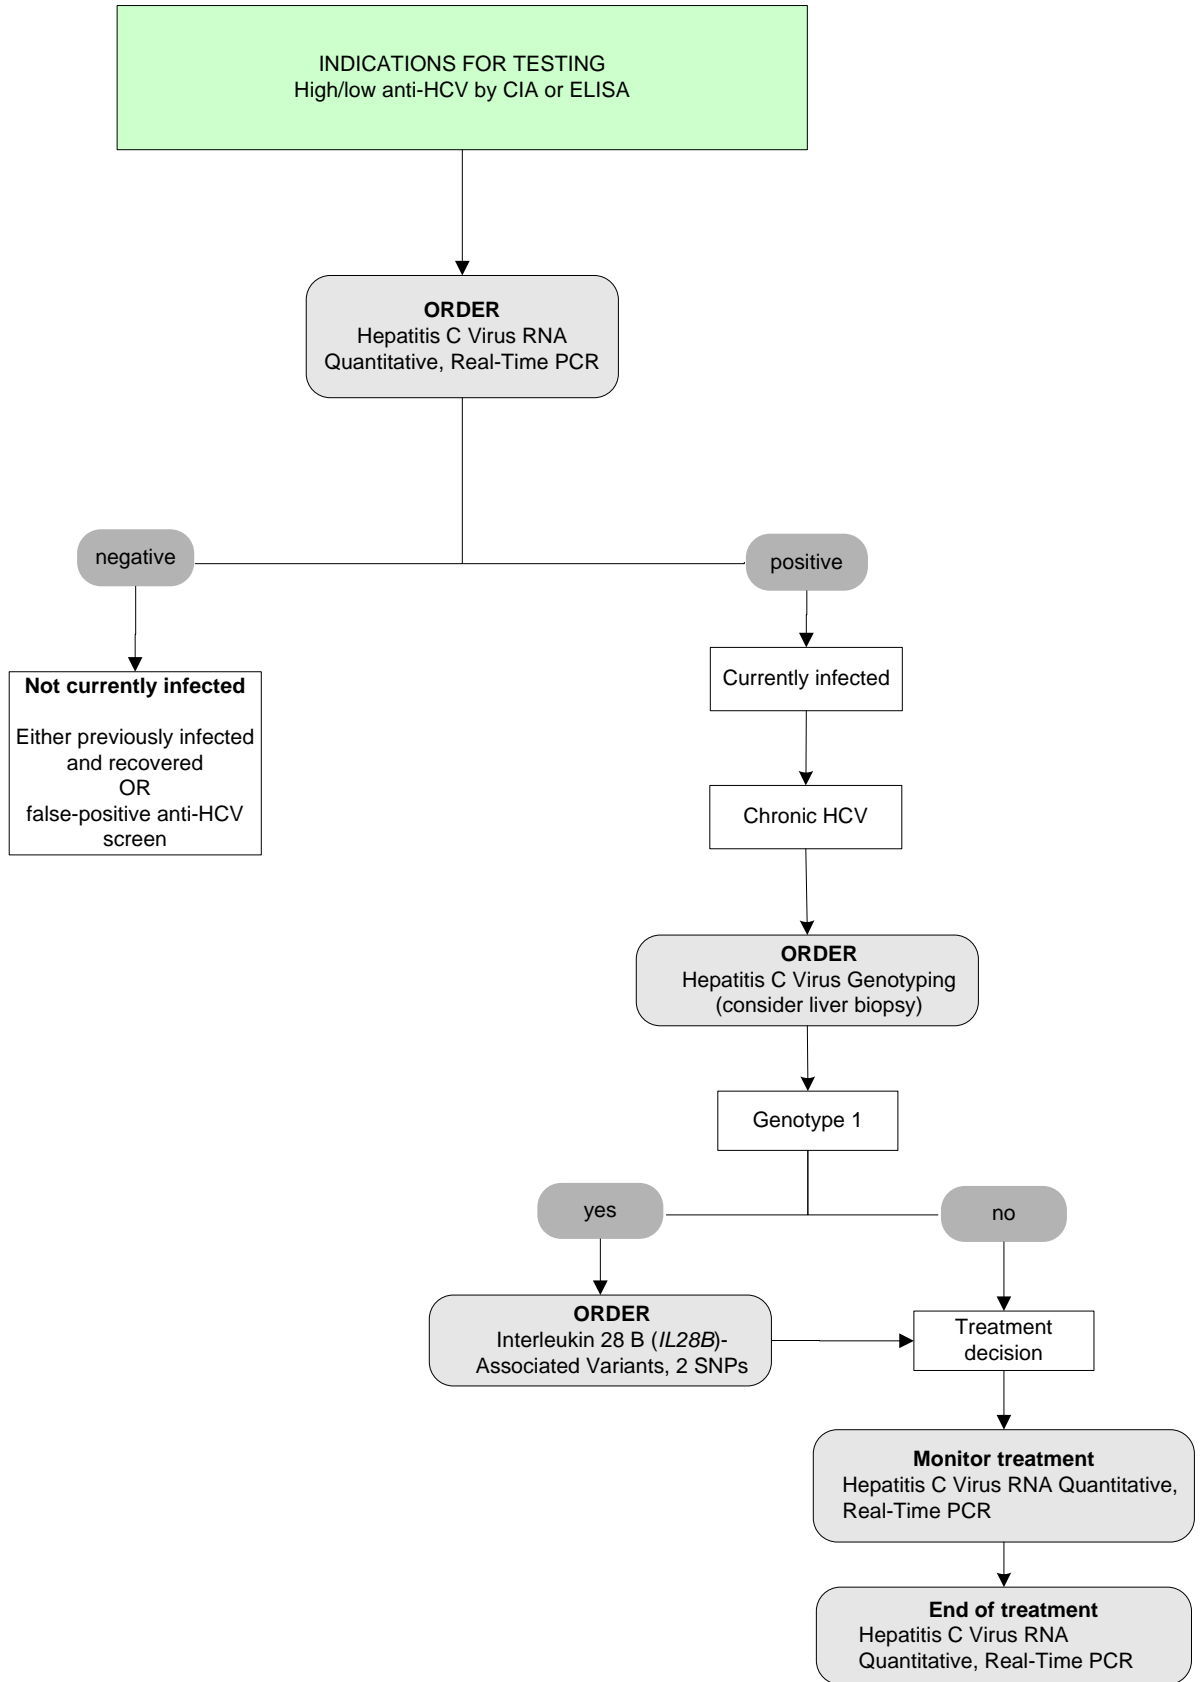 INDICATIONS FOR TESTING
High/low anti-HCV by CIA or ELISA
ORDER
Hepatitis C Virus RNA
Quantitative, Real-Time PCR
negative
positive
Not currently infected
Either previously infected
and recovered
OR
false-positive anti-HCV
screen
Currently infected
Chronic HCV
ORDER
Hepatitis C Virus Genotyping
(consider liver biopsy)
Genotype 1
yes
no
ORDER
Interleukin 28 B (IL28B)-
Associated Variants, 2 SNPs
Treatment
decision
Monitor treatment
Hepatitis C Virus RNA Quantitative,
Real-Time PCR
End of treatment
Hepatitis C Virus RNA
Quantitative, Real-Time PCR